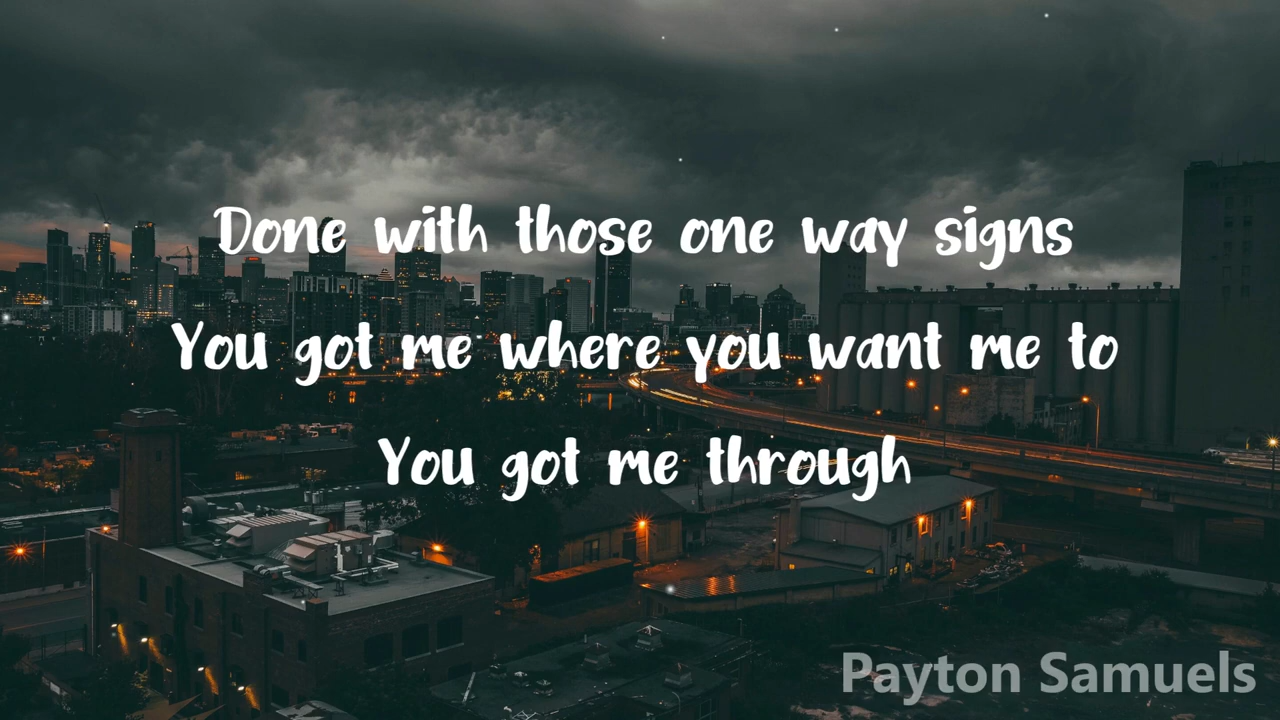 Done with those one way signs
You got me where you want me to
You got me through
Payton Samuels